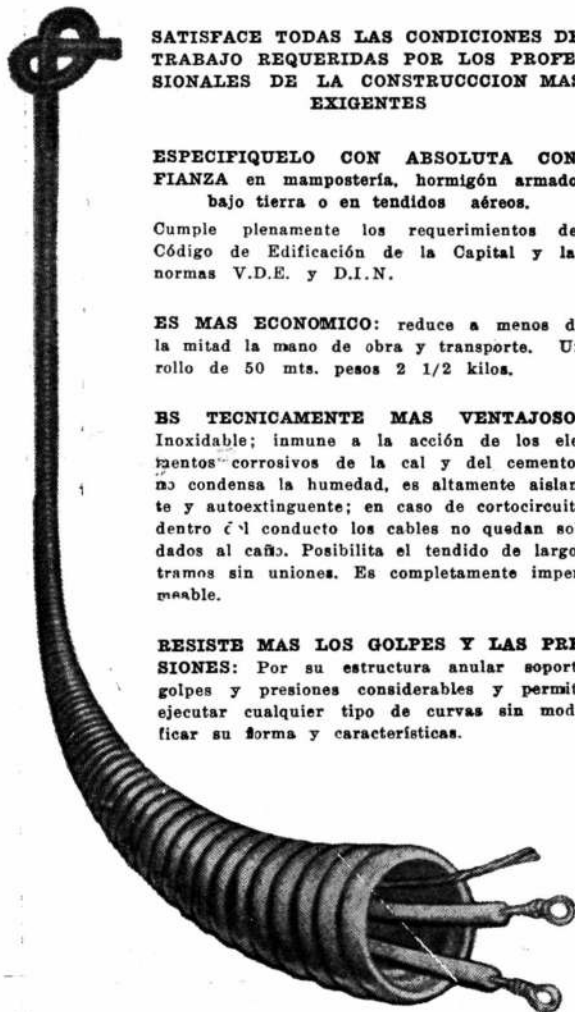 SATISFACE TODAS LAS CONDICIONES DE
TRABAJO REQUERIDAS POR LOS PROFE
SIONALES DE LA CONSTRUCCCION MAS
EXIGENTES
ESPECIFIQUELO CON ABSOLUTA CON
FIANZA en mampostería, hormigón armado
bajo tierra o en tendidos aéreos.
Cumple plenamente los requerimientos de
Código de Edificación de la Capital y la
normas V.D.E. y D.I.N.
ES MAS ECONOMICO: reduce a menos d
la mitad la mano de obra y transporte. U
rollo de 50 mts. pesos 2 1/2 kilos.
BS TECNICAMENTE MAS VENTAJOSO
Inoxidable; inmune a la acción de los ele
mentos corrosivos de la cal y del cemento
no condensa la humedad, es altamente aislan
te y autoextinguente; en caso de cortocircuit
dentro del conducto los cables no quedan so
dados al caño. Posibilita el tendido de largo
tramos sin uniones. Es completamente imper
meable.
RESISTE MAS LOS GOLPES Y LAS PRE
SIONES: Por su estructura anular soport
golpes y presiones considerables y permit
ejecutar cualquier tipo de curvas sin mod
ficar su forma y características.